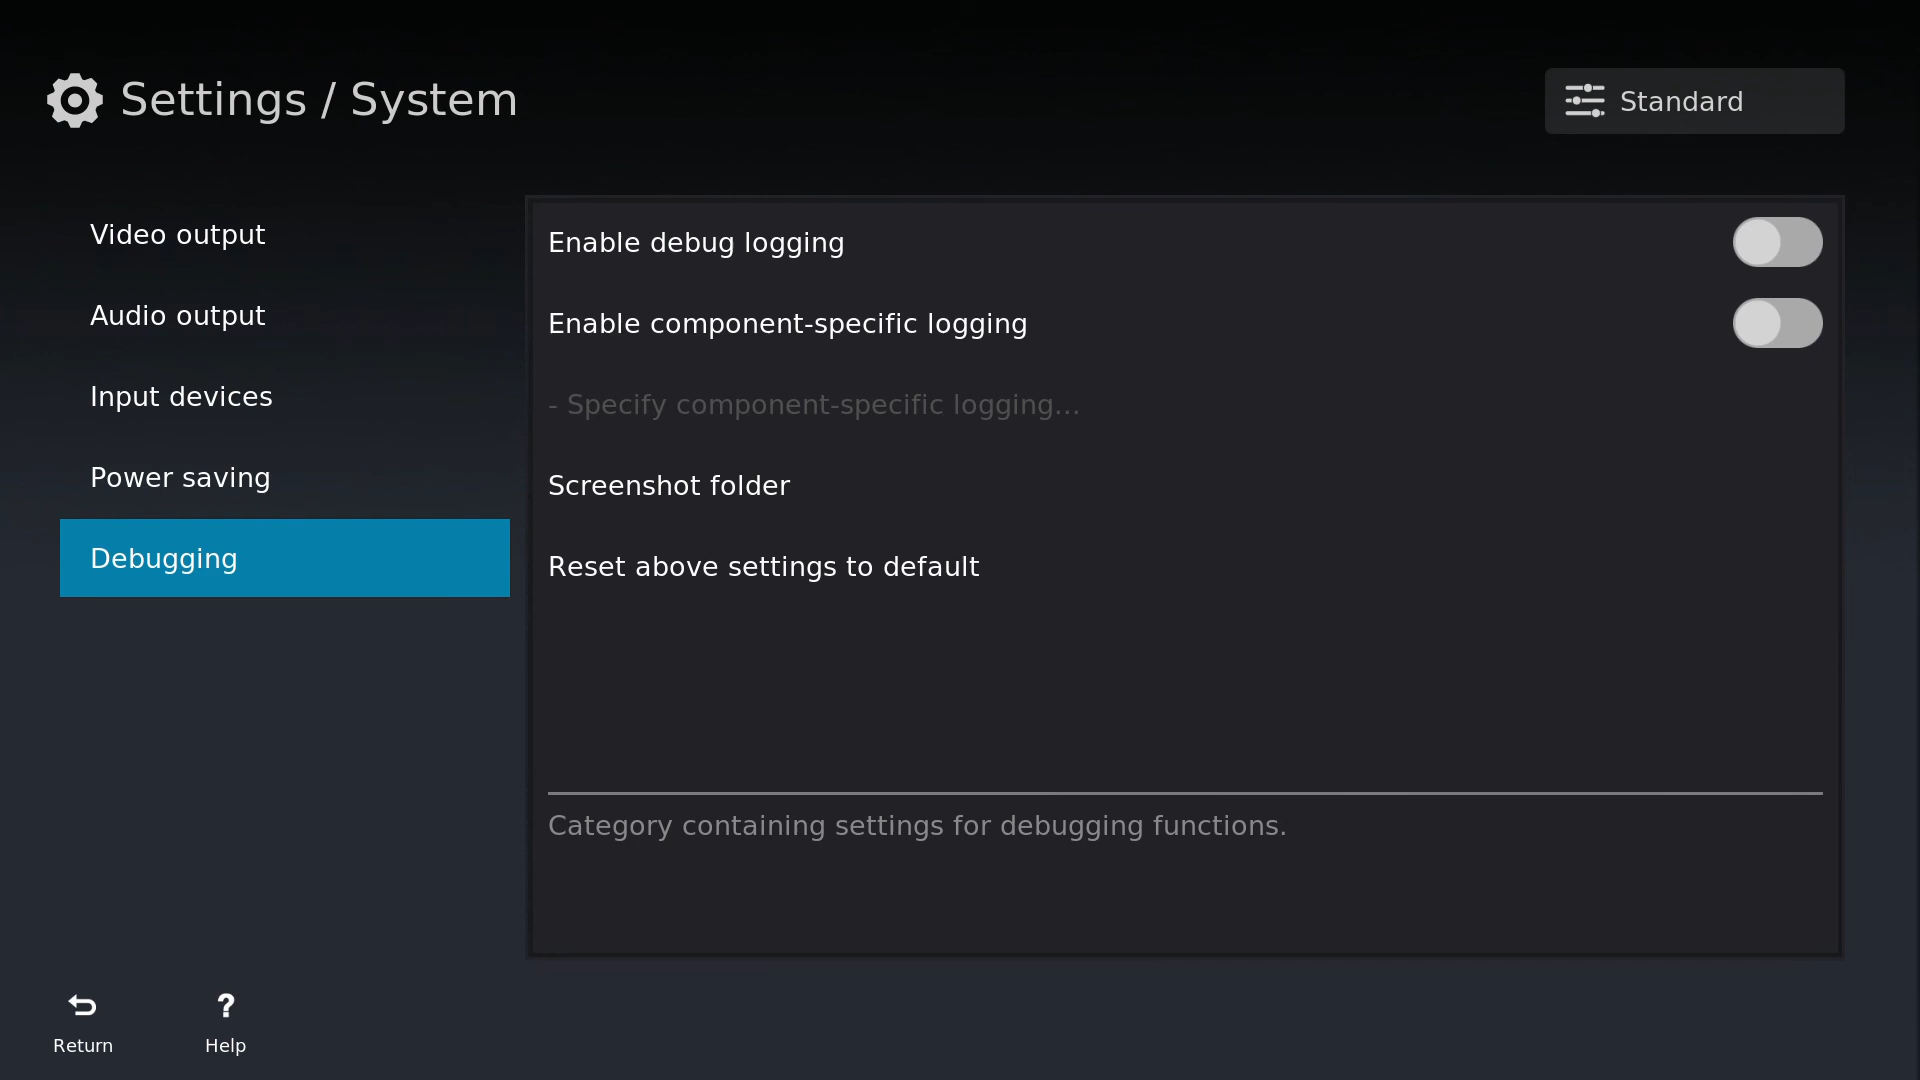 Settings / System
Standard
Video output
Audio output
Input devices
Power saving
Debugging
Enable debug logging
Enable component-specific logging
- Specify component-specific logging...
Screenshot folder
Reset above settings to default
Category containing settings for debugging functions.
Return
Help